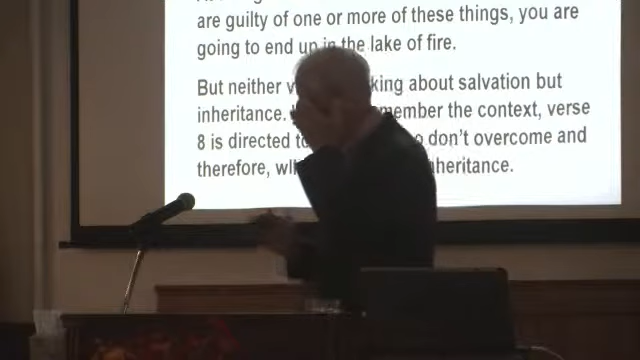 are guilty of one or more of these things, you are
going to end up in the lake of fire.
But neither king about salvation but
inheritance. member the context, verse
8 is directed don't overcome and
therefore, heritance.